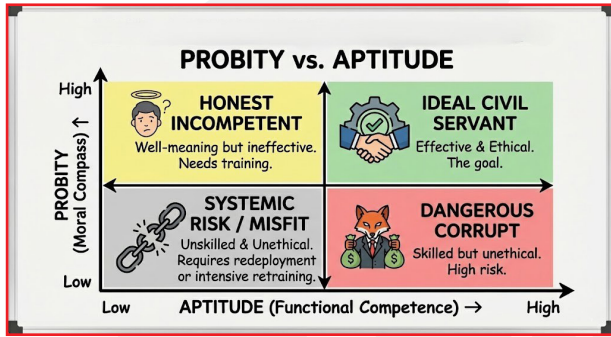 PROBITY vs. APTITUDE
High
PROBITY
(Moral Compass) ↑
Low
HONEST
INCOMPETENT
Well-meaning but ineffective.
Needs training.
?
IDEAL CIVIL
SERVANT
Effective & Ethical.
The goal.
SYSTEMIC
RISK / MISFIT
Unskilled & Unethical.
Requires redeployment
or intensive retraining.
DANGEROUS
CORRUPT
Skilled but unethical.
High risk.
$ $
Low
APTITUDE (Functional Competence) →
High